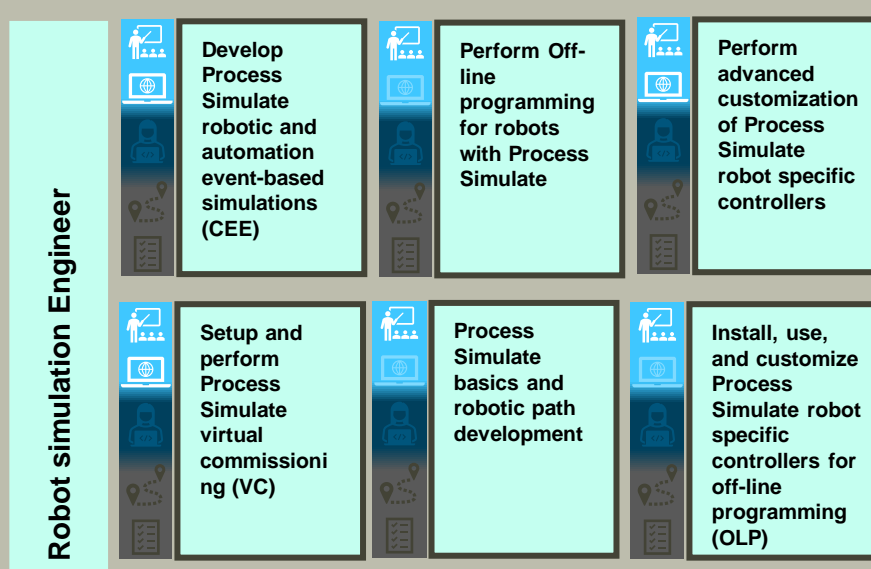 Robot simulation Engineer
Develop
Process
Simulate
robotic and
automation
event-based
simulations
(CEE)
Perform Off-
line
programming
for robots
with Process
Simulate
Perform
advanced
customization
of Process
Simulate
robot specific
controllers
Setup and
perform
Process
Simulate
virtual
commissioni
ng (VC)
Process
Simulate
basics and
robotic path
development
Install, use,
and customize
Process
Simulate robot
specific
controllers for
off-line
programming
(OLP)